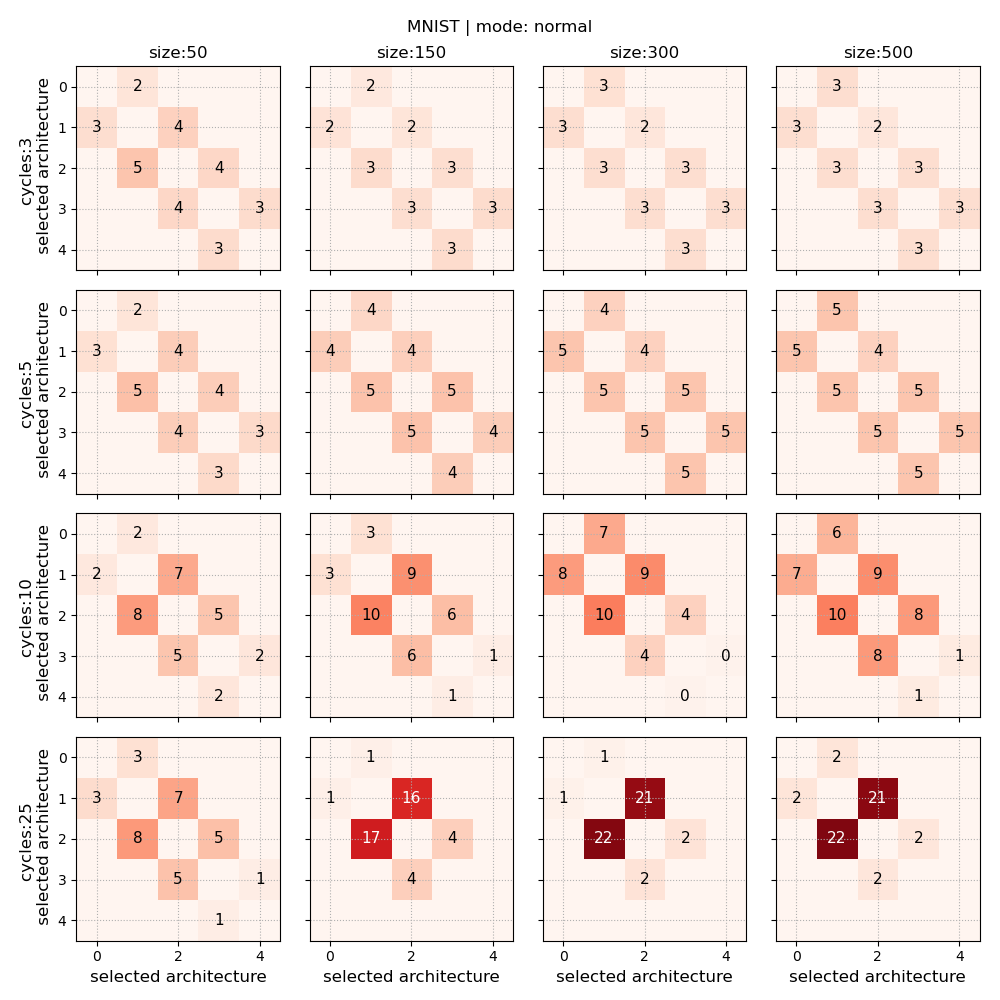 MNIST | mode: normal
size:50 size:150 size:300 size:500
cycles:3
selected architecture
0 2 2 3 3
1 3 4 2 2 3 2 3 2
2 5 4 3 3 3 3 3 3
3 4 3 3 3 3 3 3 3
4 3 3 3 3
cycles:5
selected architecture
0 2 4 4 5
1 3 4 4 4 5 4 5 4
2 5 4 5 5 5 5 5 5
3 4 3 5 4 5 5 5 5
4 3 4 5 5
cycles:10
selected architecture
0 2 3 7 6
1 2 7 3 9 8 9 7 9
2 8 5 10 6 10 4 10 8
3 5 2 6 1 4 0 8 1
4 2 1 0 1
cycles:25
selected architecture
0 3 1 1 2
1 3 7 1 16 1 21 2 21
2 8 5 17 4 22 2 22 2
3 5 1 4 2 2
4 1
0 2 4 0 2 4 0 2 4 0 2 4
selected architecture selected architecture selected architecture selected architecture